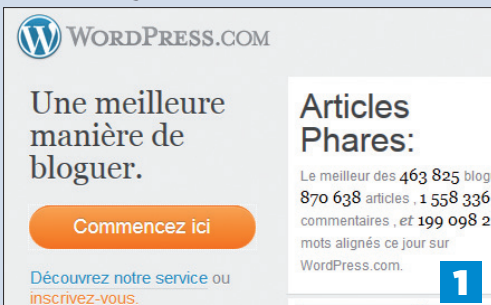 WORDPRESS.COM
Une meilleure
manière de
bloguer.
Commencez ici
Découvrez notre service ou
inscrivez-vous.
Articles
Phares:
Le meilleur des 463 825 blog
870 638 articles , 1 558 336
commentaires , et 199 098 2
mots alignés ce jour sur
WordPress.com.
1